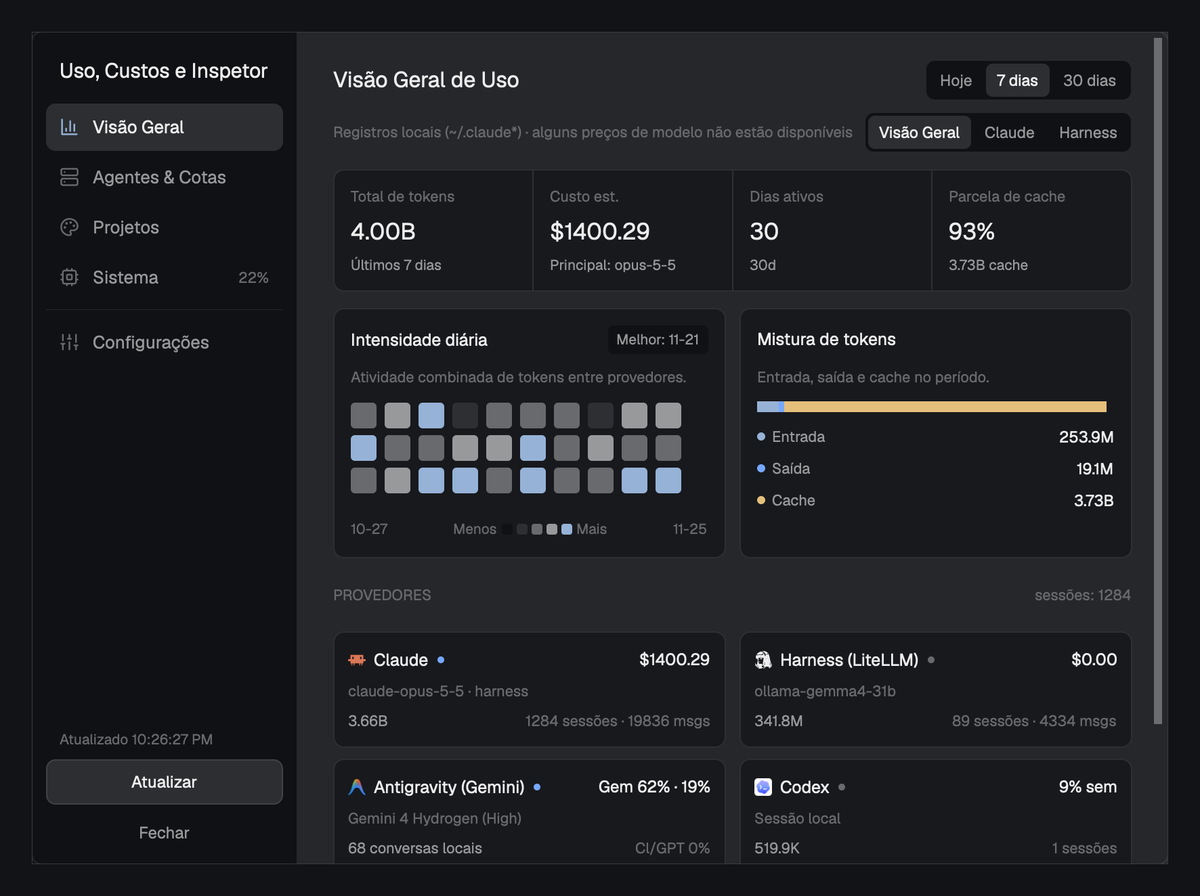 Uso, Custos e Inspetor
Visão Geral
Agentes & Cotas
Projetos
Sistema 22%
Configurações
Atualizado 10:26:27 PM
Atualizar
Fechar
Visão Geral de Uso
Hoje 7 dias 30 dias
Registros locais (~/.claude*) · alguns preços de modelo não estão disponíveis
Visão Geral Claude Harness
Total de tokens
4.00B
Últimos 7 dias
Custo est.
$1400.29
Principal: opus-5-5
Dias ativos
30
30d
Parcela de cache
93%
3.73B cache
Intensidade diária
Melhor: 11-21
Atividade combinada de tokens entre provedores.
10-27 Menos Mais 11-25
Mistura de tokens
Entrada, saída e cache no período.
Entrada 253.9M
Saída 19.1M
Cache 3.73B
PROVEDORES sessões: 1284
Claude $1400.29
claude-opus-5-5 · harness
3.66B 1284 sessões · 19836 msgs
Harness (LiteLLM) $0.00
ollama-gemma4-31b
341.8M 89 sessões · 4334 msgs
Antigravity (Gemini) Gem 62% · 19%
Gemini 4 Hydrogen (High)
68 conversas locais Cl/GPT 0%
Codex 9% sem
Sessão local
519.9K 1 sessões